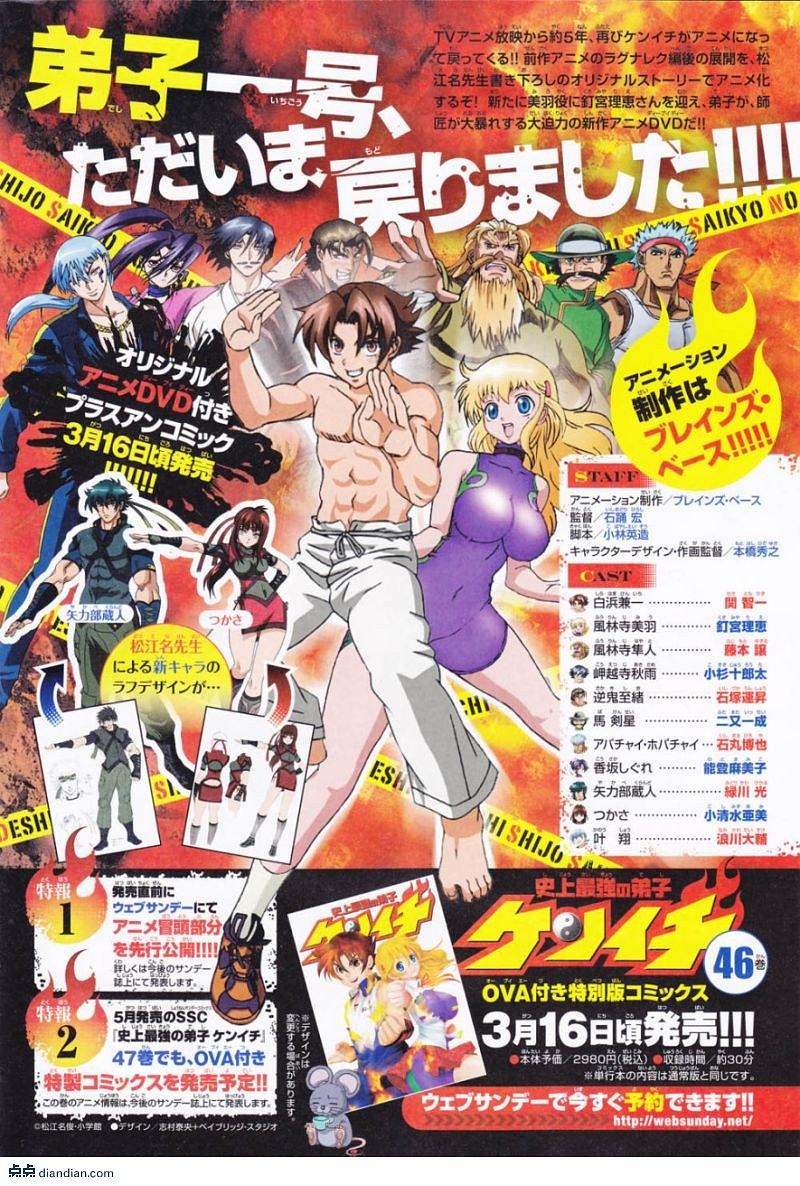 弟子一号、
ただいま
戻りました!!!!
TVアニメ放映から約5年、再びケンイチがアニメになっ
て戻ってくる!! 前作アニメのラグナレク編後の展開を、松
江名先生書き下ろしのオリジナルストーリーでアニメ化
するぞ! 新たに美羽役に釘宮理恵さんを迎え、弟子が、師
匠が大暴れする大迫力の新作アニメDVDだ!!
オリジナル
アニメDVD付き
プラスアンコミック
3月16日頃発売
!!!!!!!
アニメーション
制作は
ブレインズ・
ベース!!!!!
STAFF
アニメーション制作/ブレインズ・ベース
監督/石踊 宏
脚本/小林英造
キャラクターデザイン・作画監督/本橋秀之
CAST
白浜兼一……………関 智一
風林寺美羽…………釘宮理恵
風林寺隼人…………藤本 譲
岬越寺秋雨…………小杉十郎太
逆鬼至緒……………石塚運昇
馬 剣星……………二又一成
アパチャイ・ホパチャイ…石丸博也
香坂しぐれ…………能登麻美子
矢力部蔵人…………緑川 光
つかさ………………小清水亜美
叶 翔………………浪川大輔
矢力部蔵人
つかさ
松江名先生
による新キャラの
ラフデザインが…
特報
1
発売直前に
ウェブサンデーにて
アニメ冒頭部分
を先行公開!!!!
詳しくは今後のサンデー
誌上にて発表します。
特報
2
5月発売のSSC
『史上最強の弟子 ケンイチ』
47巻でも、OVA付き
特製コミックスを発売予定!!
この巻のアニメ情報は、今後のサンデー誌上にて発表します。
※デザインは
変更する場合が
あります。
史上最強の弟子
ケンイチ
46巻
OVA付き特別版コミックス
3月16日頃発売!!!
●本体予価/2980円(税込) ●収録時間/約30分
※単行本の内容は通常版と同じです。
ウェブサンデーで今すぐ予約できます!!
http://websunday.net/
©松江名俊・小学館 ●デザイン/志村泰央+ベイブリッジ・スタジオ
点点 diandian.com